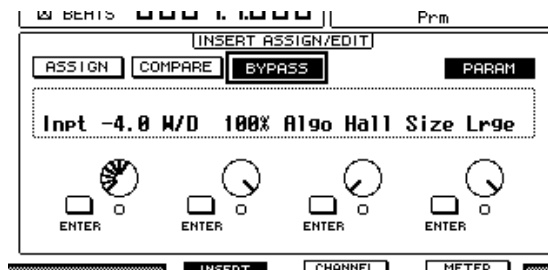 BEATS
Prm
INSERT ASSIGN/EDIT
ASSIGN COMPARE BYPASS PARAM
Inpt -4.0 W/D 100% Algo Hall Size Lrge
ENTER ENTER ENTER ENTER
INSERT CHANNEL METER